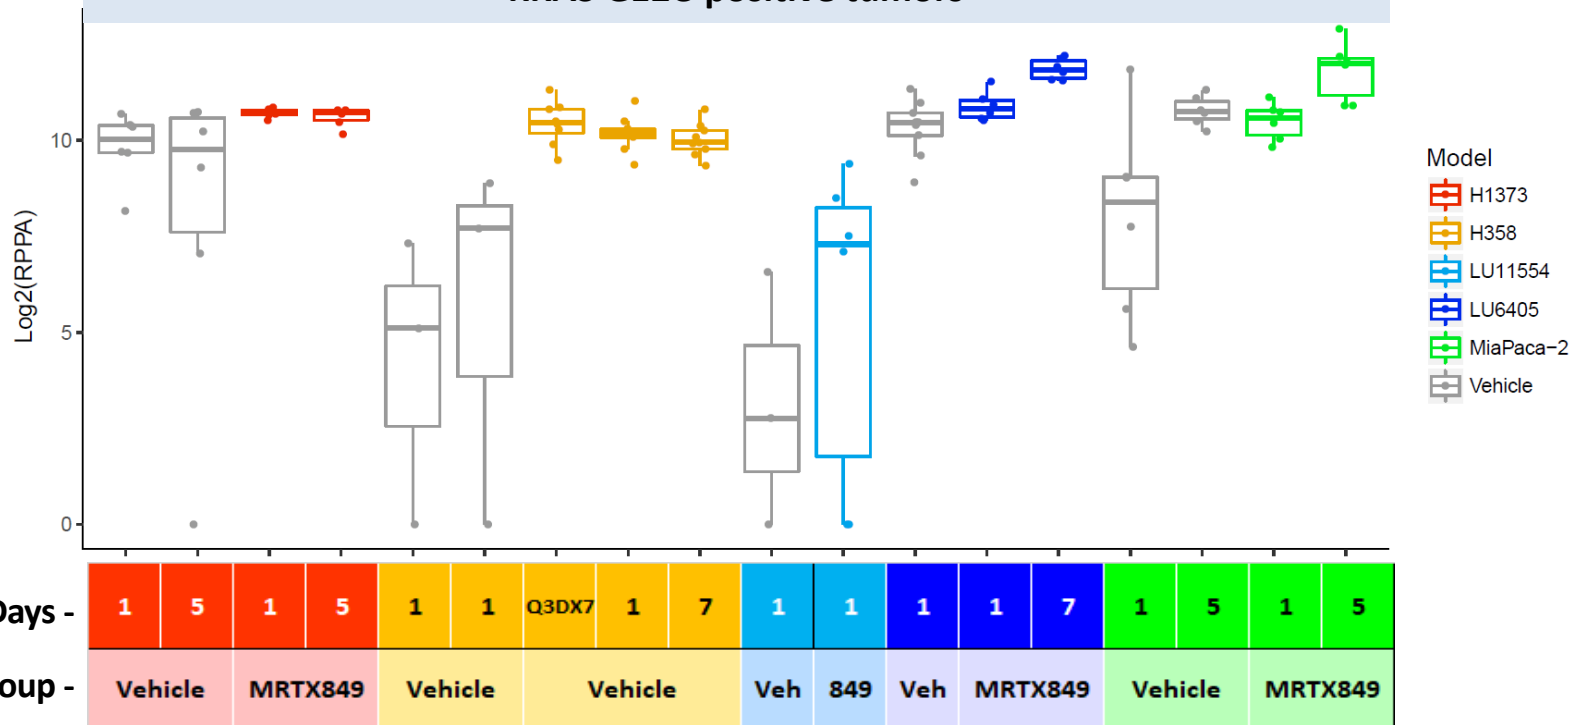 positive tumors
Log2(RPPA)
10
5
0
Model
H1373
H358
LU11554
LU6405
MiaPaca−2
Vehicle
Days - 1 5 1 5 1 1 Q3DX7 1 7 1 1 1 1 7 1 5 1 5
oup - Vehicle MRTX849 Vehicle Vehicle Veh 849 Veh MRTX849 Vehicle MRTX849